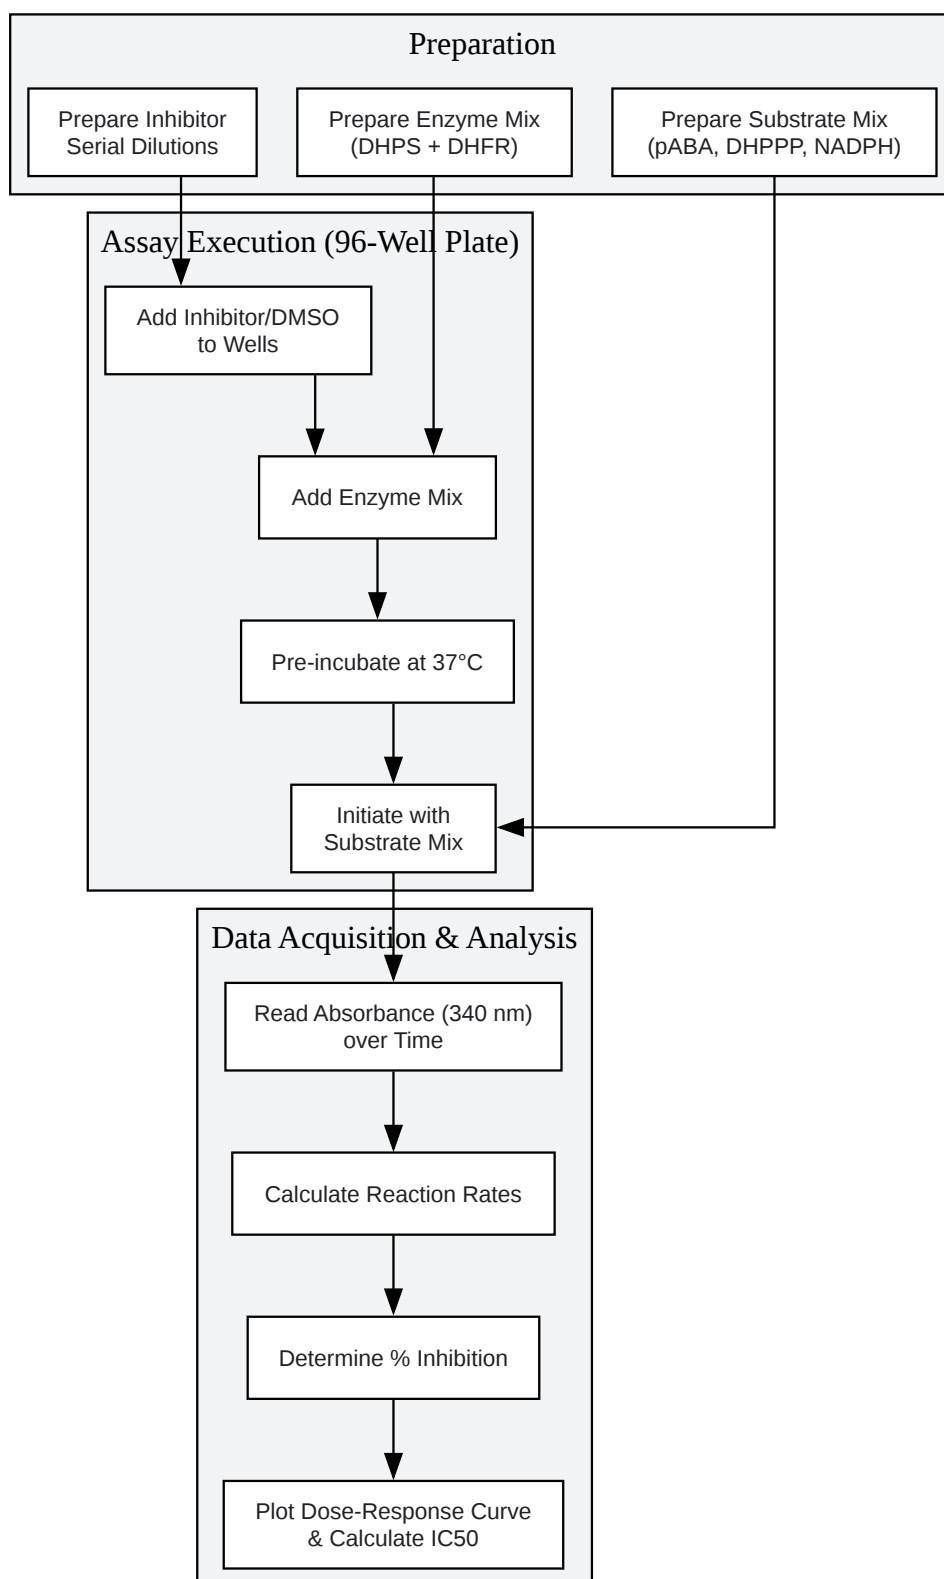 Preparation
Prepare Inhibitor
Serial Dilutions
Prepare Enzyme Mix
(DHPS + DHFR)
Prepare Substrate Mix
(pABA, DHPPP, NADPH)
Assay Execution (96-Well Plate)
Add Inhibitor/DMSO
to Wells
Add Enzyme Mix
Pre-incubate at 37°C
Initiate with
Substrate Mix
Data Acquisition & Analysis
Read Absorbance (340 nm)
over Time
Calculate Reaction Rates
Determine % Inhibition
Plot Dose-Response Curve
& Calculate IC50